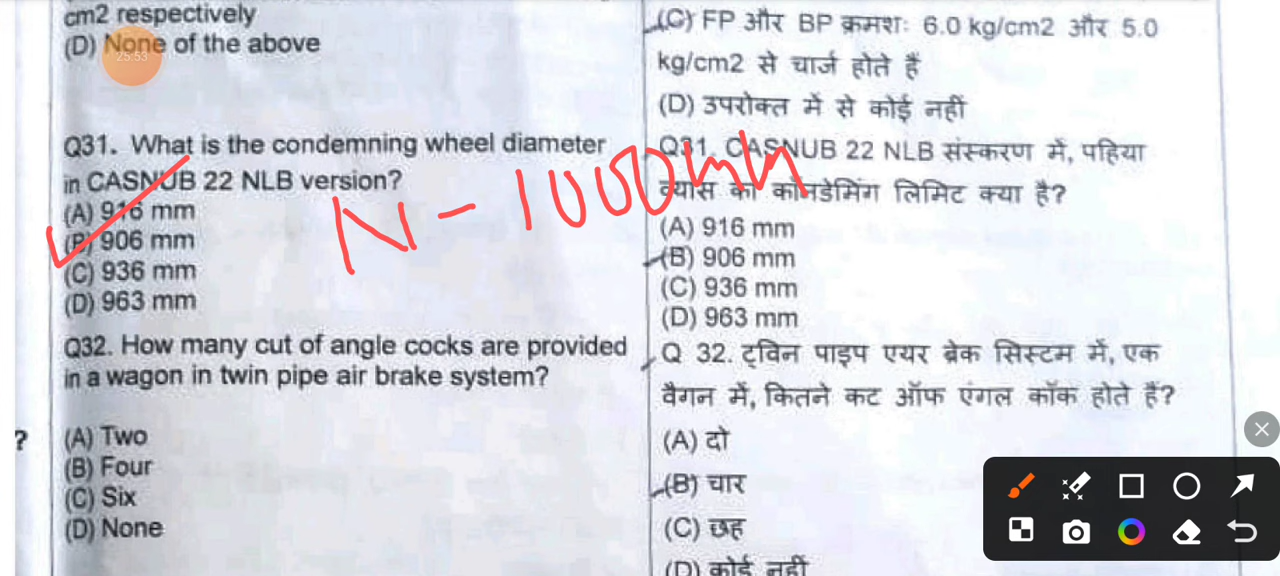 cm2 respectively
(D) None of the above
25:53
Q31. What is the condemning wheel diameter
in CASNUB 22 NLB version?
(A) 916 mm
(B) 906 mm
(C) 936 mm
(D) 963 mm
Q32. How many cut of angle cocks are provided
in a wagon in twin pipe air brake system?
?
(A) Two
(B) Four
(C) Six
(D) None
(C) FP और BP क्रमशः 6.0 kg/cm2 और 5.0
kg/cm2 से चार्ज होते हैं
(D) उपरोक्त में से कोई नहीं
Q31. CASNUB 22 NLB संस्करण में, पहिया
व्यास का कॉनडेमिंग लिमिट क्या है?
(A) 916 mm
(B) 906 mm
(C) 936 mm
(D) 963 mm
Q 32. ट्विन पाइप एयर ब्रेक सिस्टम में, एक
वैगन में, कितने कट ऑफ एंगल कॉक होते हैं?
(A) दो
(B) चार
(C) छह
(D) कोई नहीं
N - 1000mm